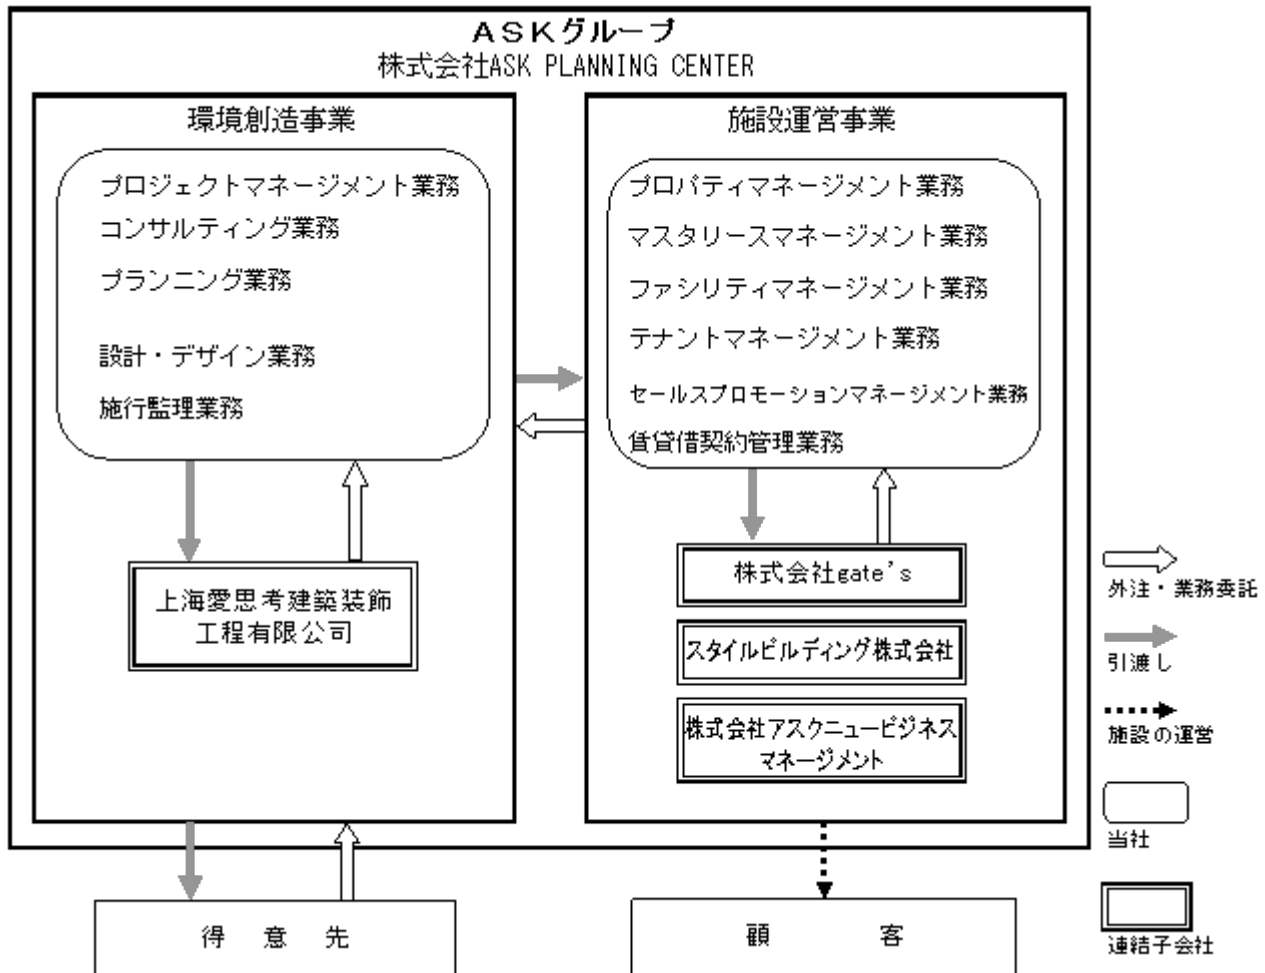 ASKグループ
株式会社ASK PLANNING CENTER
環境創造事業
プロジェクトマネージメント業務
コンサルティング業務
プランニング業務
設計・デザイン業務
施行監理業務
上海愛思考建築装飾
工程有限公司
施設運営事業
プロパティマネージメント業務
マスタリースマネージメント業務
ファシリティマネージメント業務
テナントマネージメント業務
セールスプロモーションマネージメント業務
賃貸借契約管理業務
株式会社gate's
スタイルビルディング株式会社
株式会社アスクニュービジネス
マネージメント
外注・業務委託
引渡し
施設の運営
当社
連結子会社
得意先
顧客